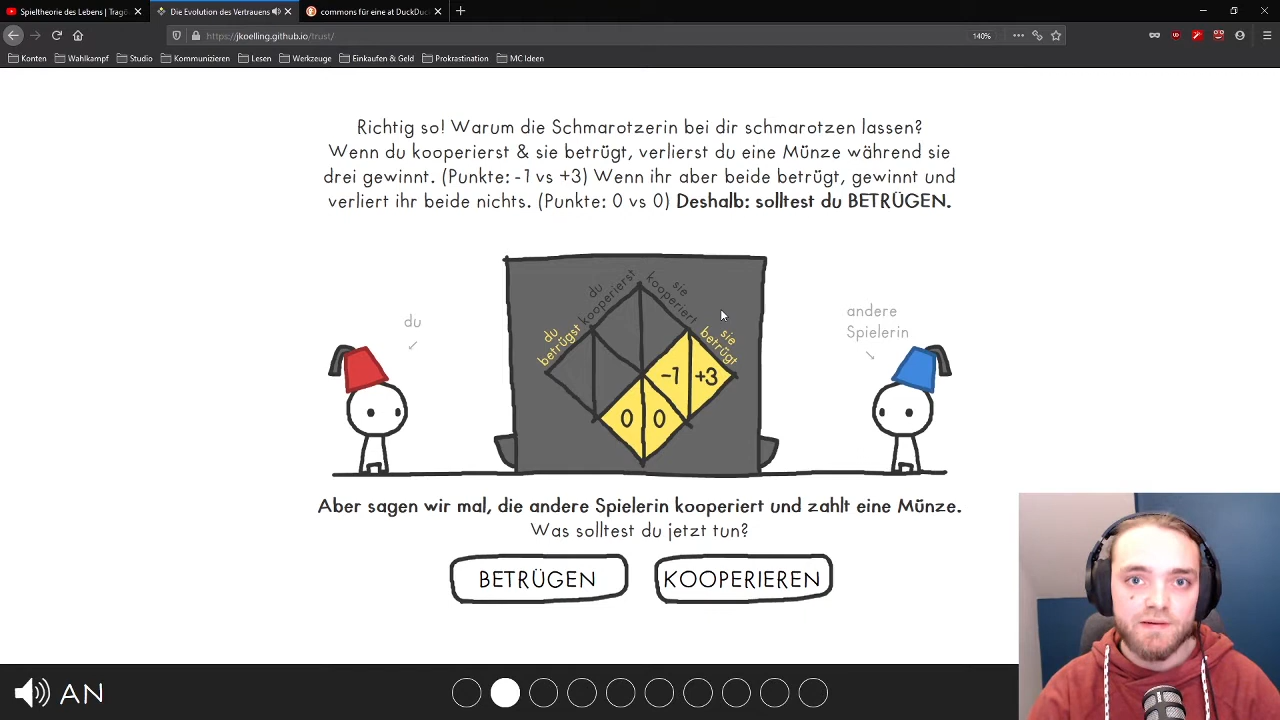 Spieltheorie des Lebens | Tragö
Die Evolution des Vertrauens
commons für eine at DuckDuc
https://jkoelling.github.io/trust/
140%
Konten
Wahlkampf
Studio
Kommunizieren
Lesen
Werkzeuge
Einkaufen & Geld
Prokrastination
MC Ideen
Richtig so! Warum die Schmarotzerin bei dir schmarotzen lassen?
Wenn du kooperierst & sie betrügt, verlierst du eine Münze während sie
drei gewinnt. (Punkte: -1 vs +3) Wenn ihr aber beide betrügt, gewinnt und
verliert ihr beide nichts. (Punkte: 0 vs 0) Deshalb: solltest du BETRÜGEN.
du
kooperierst
sie
kooperiert
du
betrügst
sie
betrügt
-1
+3
0
0
du
andere
Spielerin
Aber sagen wir mal, die andere Spielerin kooperiert und zahlt eine Münze.
Was solltest du jetzt tun?
BETRÜGEN
KOOPERIEREN
AN